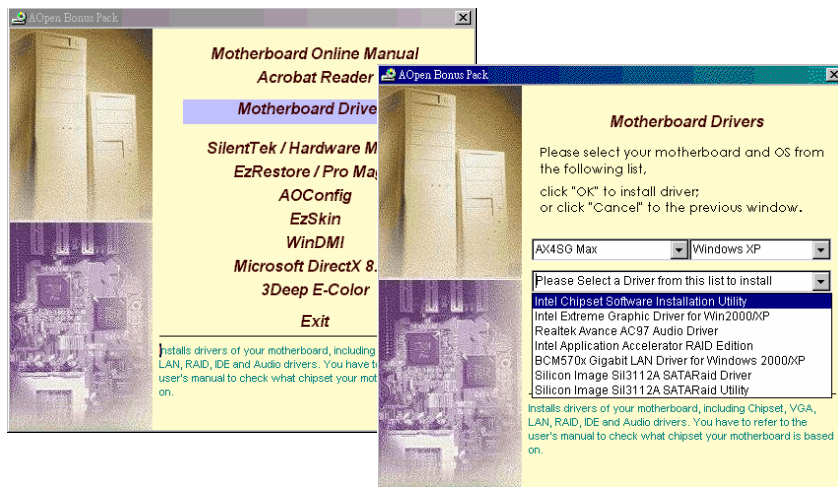 AOpen Bonus Pack
Motherboard Online Manual
Acrobat Reader
Motherboard Drive
SilentTek / Hardware M
EzRestore / Pro Mag
AOConfig
EzSkin
WinDMI
Microsoft DirectX 8.
3Deep E-Color
Exit
Installs drivers of your motherboard, including
LAN, RAID, IDE and Audio drivers. You have t
user's manual to check what chipset your mot
on.
AOpen Bonus Pack
Motherboard Drivers
Please select your motherboard and OS from
the following list,
click "OK" to install driver;
or click "Cancel" to the previous window.
AX4SG Max Windows XP
Please Select a Driver from this list to install
Intel Chipset Software Installation Utility
Intel Extreme Graphic Driver for Win2000/XP
Realtek Avance AC97 Audio Driver
Intel Application Accelerator RAID Edition
BCM570x Gigabit LAN Driver for Windows 2000/XP
Silicon Image SiI3112A SATARaid Driver
Silicon Image SiI3112A SATARaid Utility
Installs drivers of your motherboard, including Chipset, VGA,
LAN, RAID, IDE and Audio drivers. You have to refer to the
user's manual to check what chipset your motherboard is based
on.